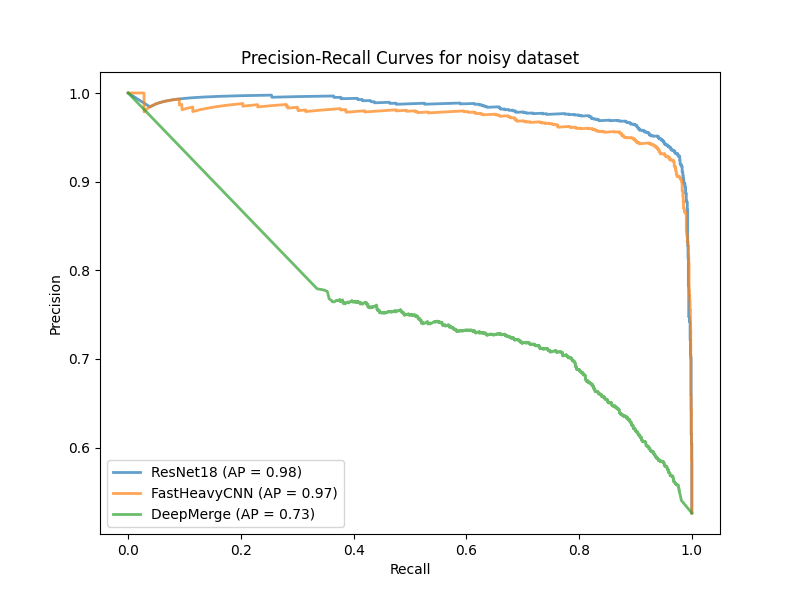 Precision-Recall Curves for noisy dataset
Precision
1.0
0.9
0.8
0.7
0.6
ResNet18 (AP = 0.98)
FastHeavyCNN (AP = 0.97)
DeepMerge (AP = 0.73)
0.0 0.2 0.4 0.6 0.8 1.0
Recall